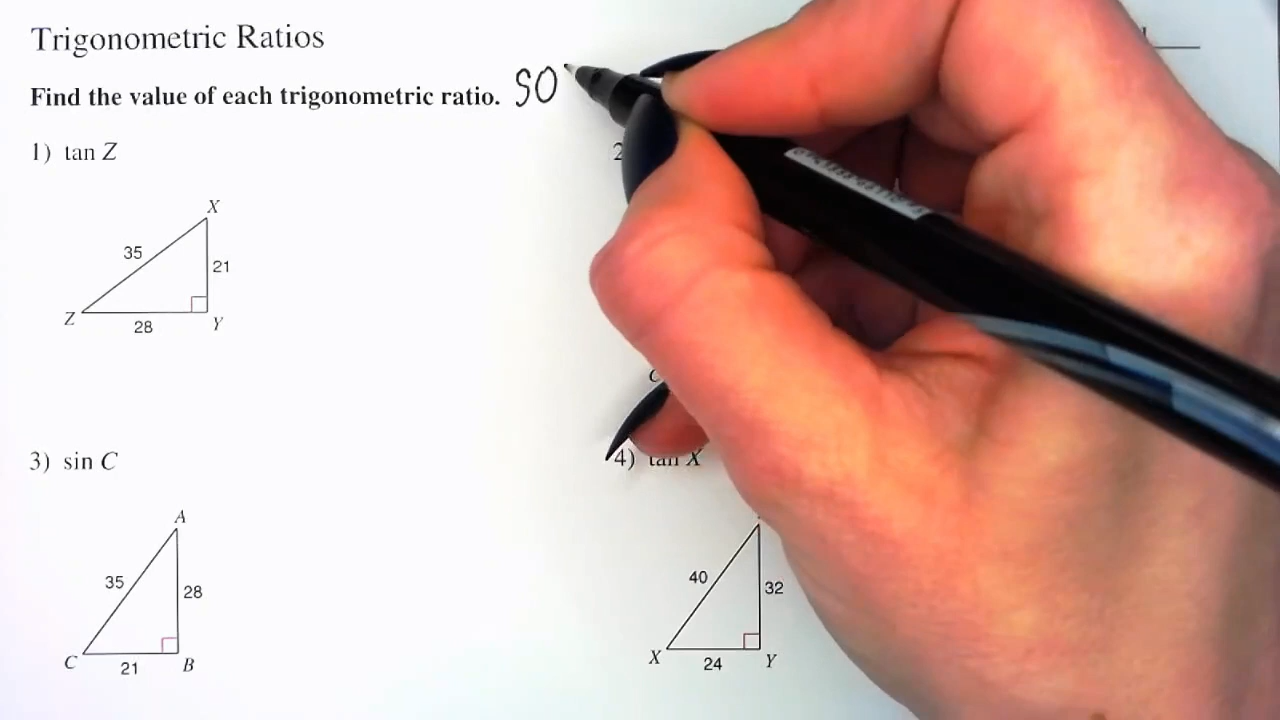 Trigonometric Ratios
Find the value of each trigonometric ratio. SO
1) tan Z
2
X
35
21
Z
28
Y
C
3) sin C
4) tan X
A
35
28
C
21
B
40
32
X
24
Y